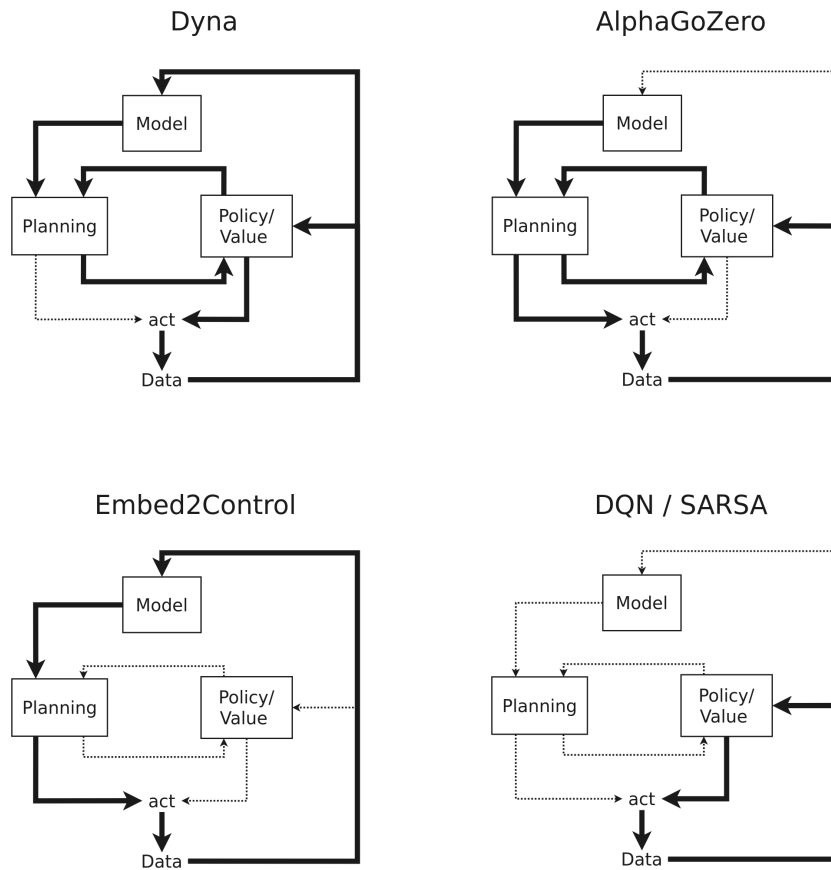 Dyna
Model
Planning
Policy/
Value
act
Data
AlphaGoZero
Model
Planning
Policy/
Value
act
Data
Embed2Control
Model
Planning
Policy/
Value
act
Data
DQN / SARSA
Model
Planning
Policy/
Value
act
Data